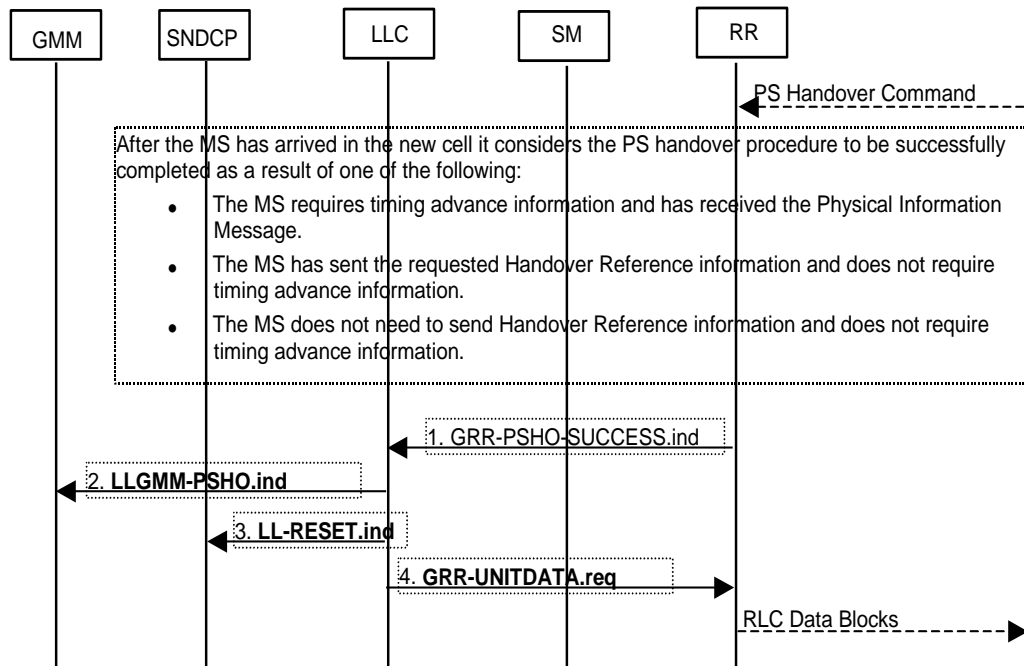 GMM
SNDCP
LLC
SM
RR
PS Handover Command
After the MS has arrived in the new cell it considers the PS handover procedure to be successfully
completed as a result of one of the following:
● The MS requires timing advance information and has received the Physical Information
Message.
● The MS has sent the requested Handover Reference information and does not require
timing advance information.
● The MS does not need to send Handover Reference information and does not require
timing advance information.
1. GRR-PSHO-SUCCESS.ind
2. LLGMM-PSHO.ind
3. LL-RESET.ind
4. GRR-UNITDATA.req
RLC Data Blocks